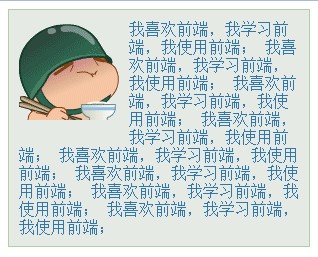 我喜欢前端，我学习前
端，我使用前端； 我喜
欢前端，我学习前端，
我使用前端； 我喜欢前
端，我学习前端，我使
用前端； 我喜欢前端，
我学习前端，我使用前
端； 我喜欢前端，我学习前端，我使用
前端； 我喜欢前端，我学习前端，我使
用前端； 我喜欢前端，我学习前端，我
使用前端； 我喜欢前端，我学习前端，
我使用前端；